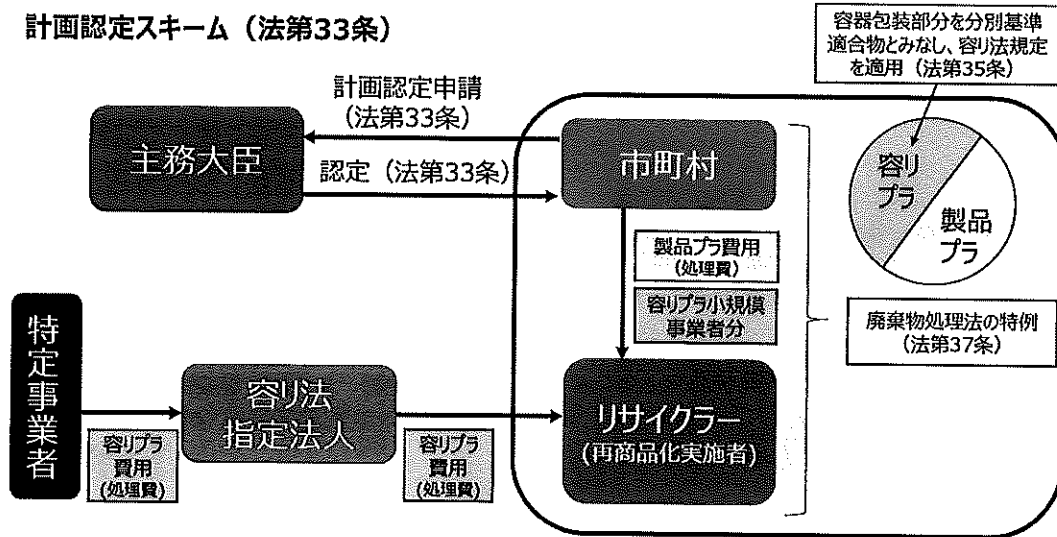 計画認定スキーム（法第33条）
容器包装部分を分別基準
適合物とみなし、容リ法規定
を適用（法第35条）
計画認定申請
（法第33条）
主務大臣
認定（法第33条）
市町村
容リ
プラ
製品
プラ
製品プラ費用
(処理費)
容リプラ小規模
事業者分
廃棄物処理法の特例
（法第37条）
特定事業者
容リ法
指定法人
リサイクラー
(再商品化実施者)
容リプラ
費用
(処理費)
容リプラ
費用
(処理費)